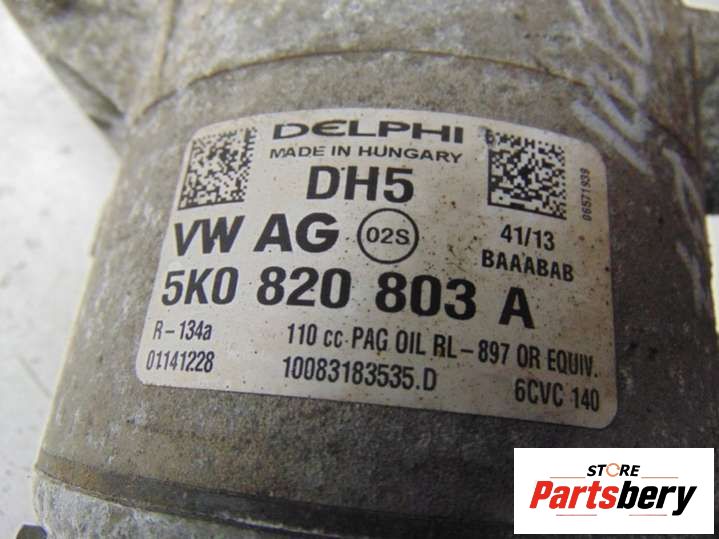 DELPHI
MADE IN HUNGARY
DH5
VW AG 02S 41/13
BAAABAB
5K0 820 803 A
R-134a 110 cc PAG OIL RL-897 OR EQUIV.
01141228 10083183535.D 6CVC 140
06571939
STORE
Partsbery